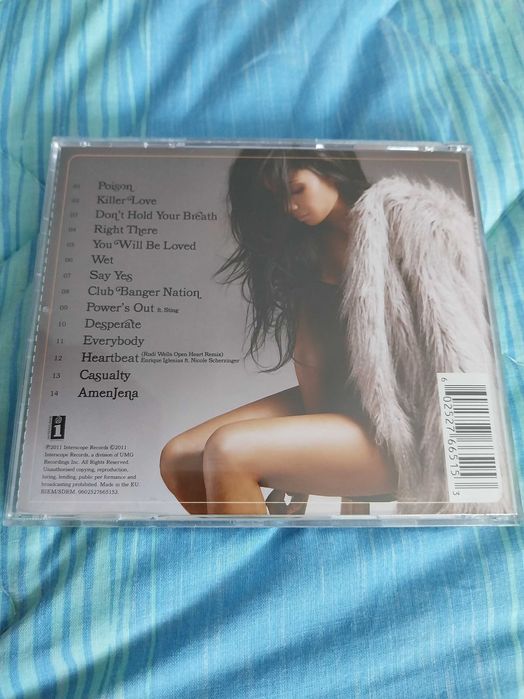 01 Poison
02 Killer Love
03 Don't Hold Your Breath
04 Right There
05 You Will Be Loved
06 Wet
07 Say Yes
08 Club Banger Nation
09 Power's Out ft. Sting
10 Desperate
11 Everybody
12 Heartbeat (Rudi Wells Open Heart Remix)
Enrique Iglesias ft. Nicole Scherzinger
13 Casualty
14 AmenJena
i
℗2011 Interscope Records ©2011
Interscope Records, a division of UMG
Recordings Inc. All Rights Reserved.
Unauthorised copying, reproduction,
hiring, lending, public performance and
broadcasting prohibited. Made in the EU.
BIEM/SDRM. 0602527665153.
6 02527 66515 3